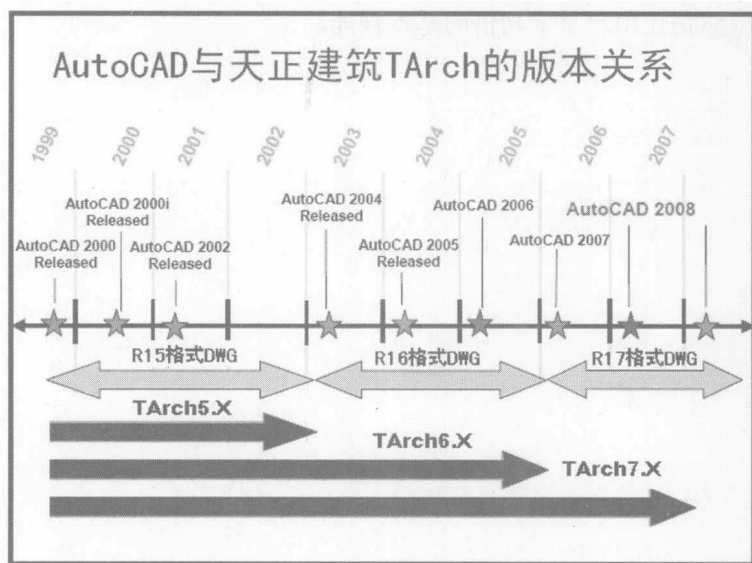 AutoCAD与天正建筑TArch的版本关系
1999
2000
2001
2002
2003
2004
2005
2006
2007
AutoCAD 2000i
Released
AutoCAD 2000
Released
AutoCAD 2002
Released
AutoCAD 2004
Released
AutoCAD 2005
Released
AutoCAD 2006
AutoCAD 2007
AutoCAD 2008
R15格式DWG
R16格式DWG
R17格式DWG
TArch5.X
TArch6.X
TArch7.X